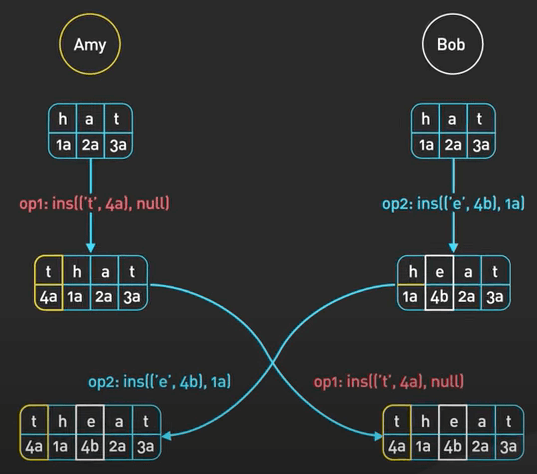 Amy Bob
h a t h a t
1a 2a 3a 1a 2a 3a
op1: ins(('t', 4a), null) op2: ins(('e', 4b), 1a)
t h a t h e a t
4a 1a 2a 3a 1a 4b 2a 3a
op2: ins(('e', 4b), 1a) op1: ins(('t', 4a), null)
t h e a t t h e a t
4a 1a 4b 2a 3a 4a 1a 4b 2a 3a